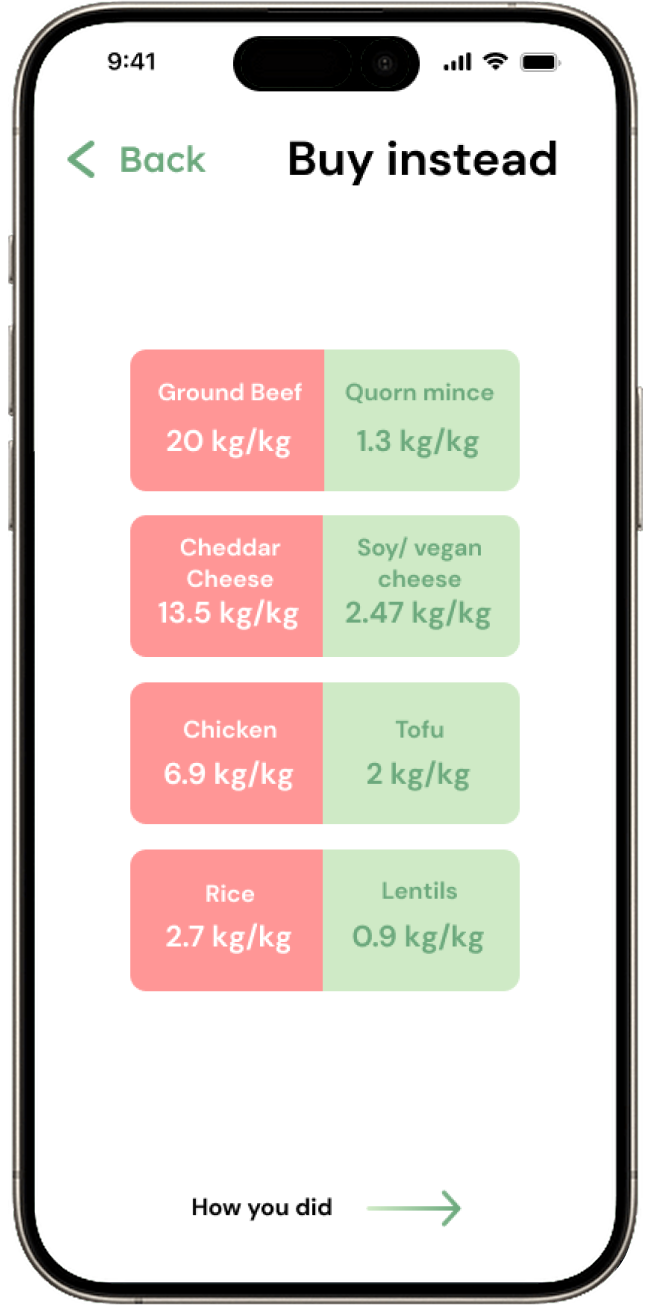 9:41
Back
Buy instead
Ground Beef
20 kg/kg
Quorn mince
1.3 kg/kg
Cheddar
Cheese
13.5 kg/kg
Soy/ vegan
cheese
2.47 kg/kg
Chicken
6.9 kg/kg
Tofu
2 kg/kg
Rice
2.7 kg/kg
Lentils
0.9 kg/kg
How you did